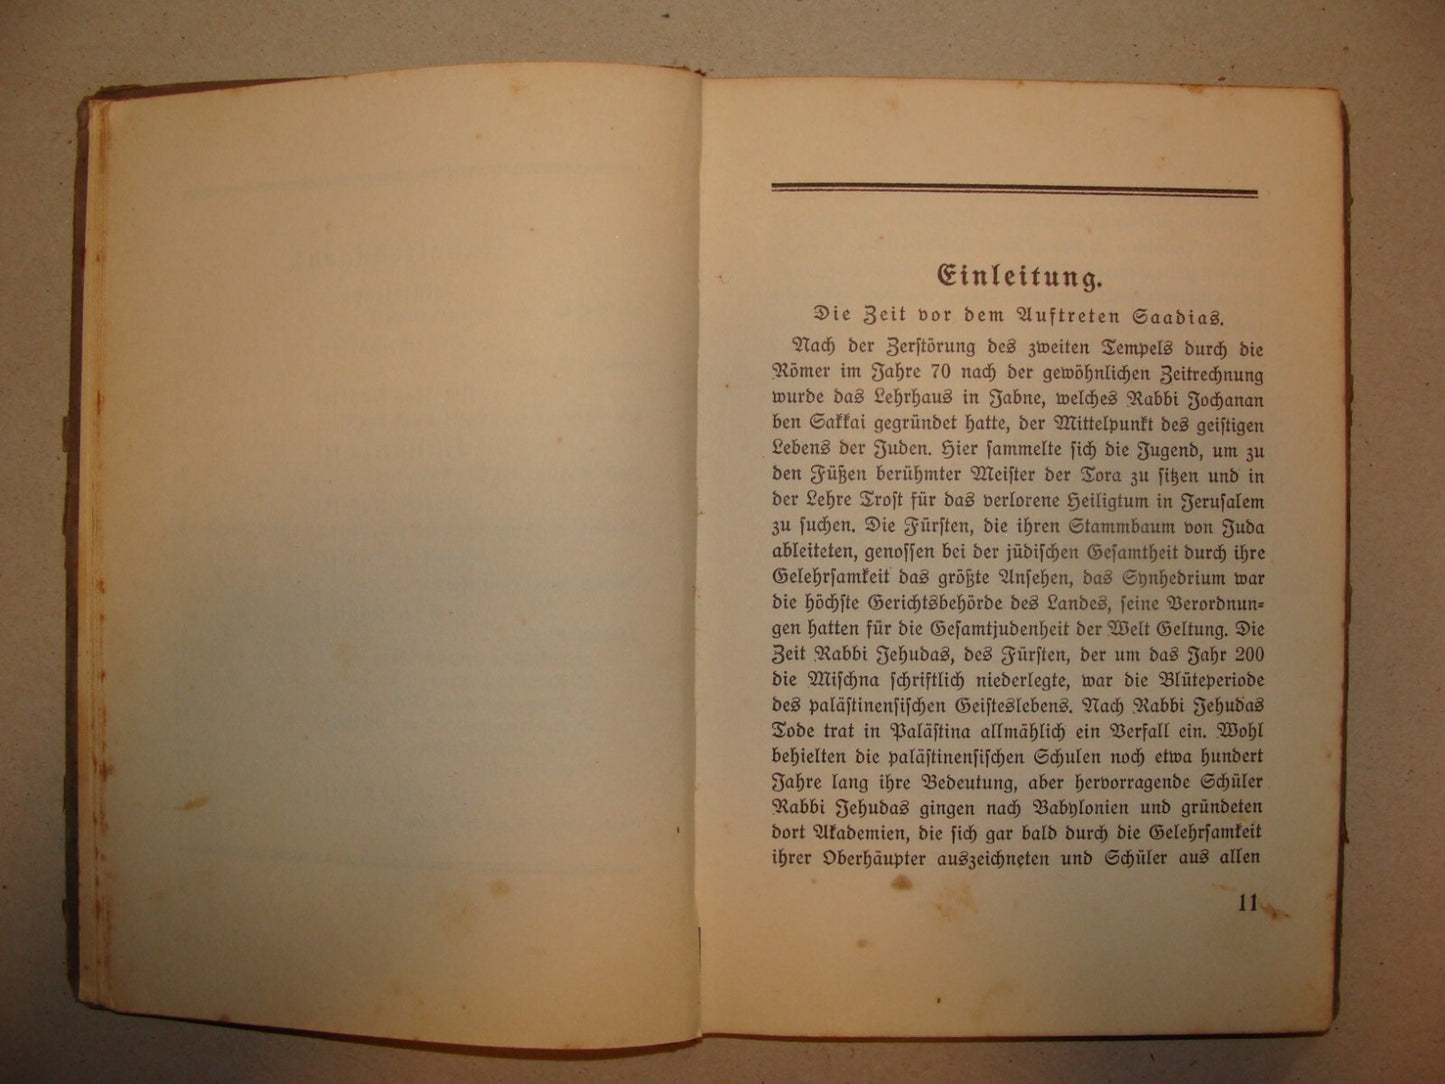 Einleitung.
Die Zeit vor dem Auftreten Saadias.
Nach der Zerstörung des zweiten Tempels durch die
Römer im Jahre 70 nach der gewöhnlichen Zeitrechnung
wurde das Lehrhaus in Jabne, welches Rabbi Jochanan
ben Sakkai gegründet hatte, der Mittelpunkt des geistigen
Lebens der Juden. Hier sammelte sich die Jugend, um zu
den Füßen berühmter Meister der Tora zu sitzen und in
der Lehre Trost für das verlorene Heiligtum in Jerusalem
zu suchen. Die Fürsten, die ihren Stammbaum von Juda
ableiteten, genossen bei der jüdischen Gesamtheit durch ihre
Gelehrsamkeit das größte Ansehen, das Synhedrium war
die höchste Gerichtsbehörde des Landes, seine Verordnun-
gen hatten für die Gesamtjudenheit der Welt Geltung. Die
Zeit Rabbi Jehudas, des Fürsten, der um das Jahr 200
die Mischna schriftlich niederlegte, war die Blüteperiode
des palästinensischen Geisteslebens. Nach Rabbi Jehudas
Tode trat in Palästina allmählich ein Verfall ein. Wohl
behielten die palästinensischen Schulen noch etwa hundert
Jahre lang ihre Bedeutung, aber hervorragende Schüler
Rabbi Jehudas gingen nach Babylonien und gründeten
dort Akademien, die sich gar bald durch die Gelehrsamkeit
ihrer Oberhäupter auszeichneten und Schüler aus allen
11